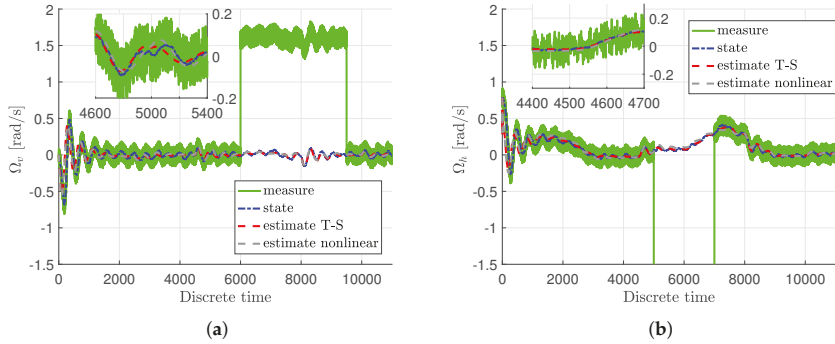 2
1.5
1
0.5
0
-0.5
-1
-1.5
Ω_v [rad/s]
0.2
0
-0.2
4600 5000 5400
measure
state
estimate T-S
estimate nonlinear
0 2000 4000 6000 8000 10000
Discrete time
(a)
2
1.5
1
0.5
0
-0.5
-1
-1.5
Ω_h [rad/s]
0.2
0
-0.2
4400 4500 4600 4700
measure
state
estimate T-S
estimate nonlinear
0 2000 4000 6000 8000 10000
Discrete time
(b)